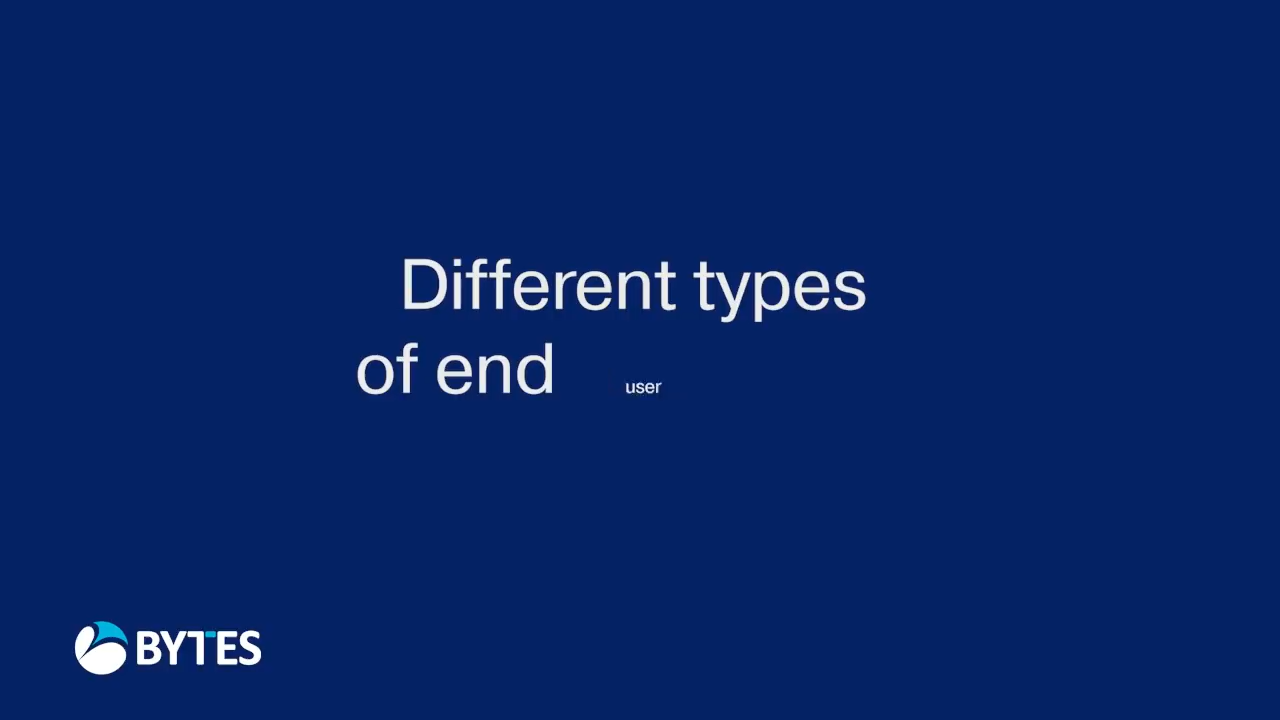 Different types
of end user
BYTES